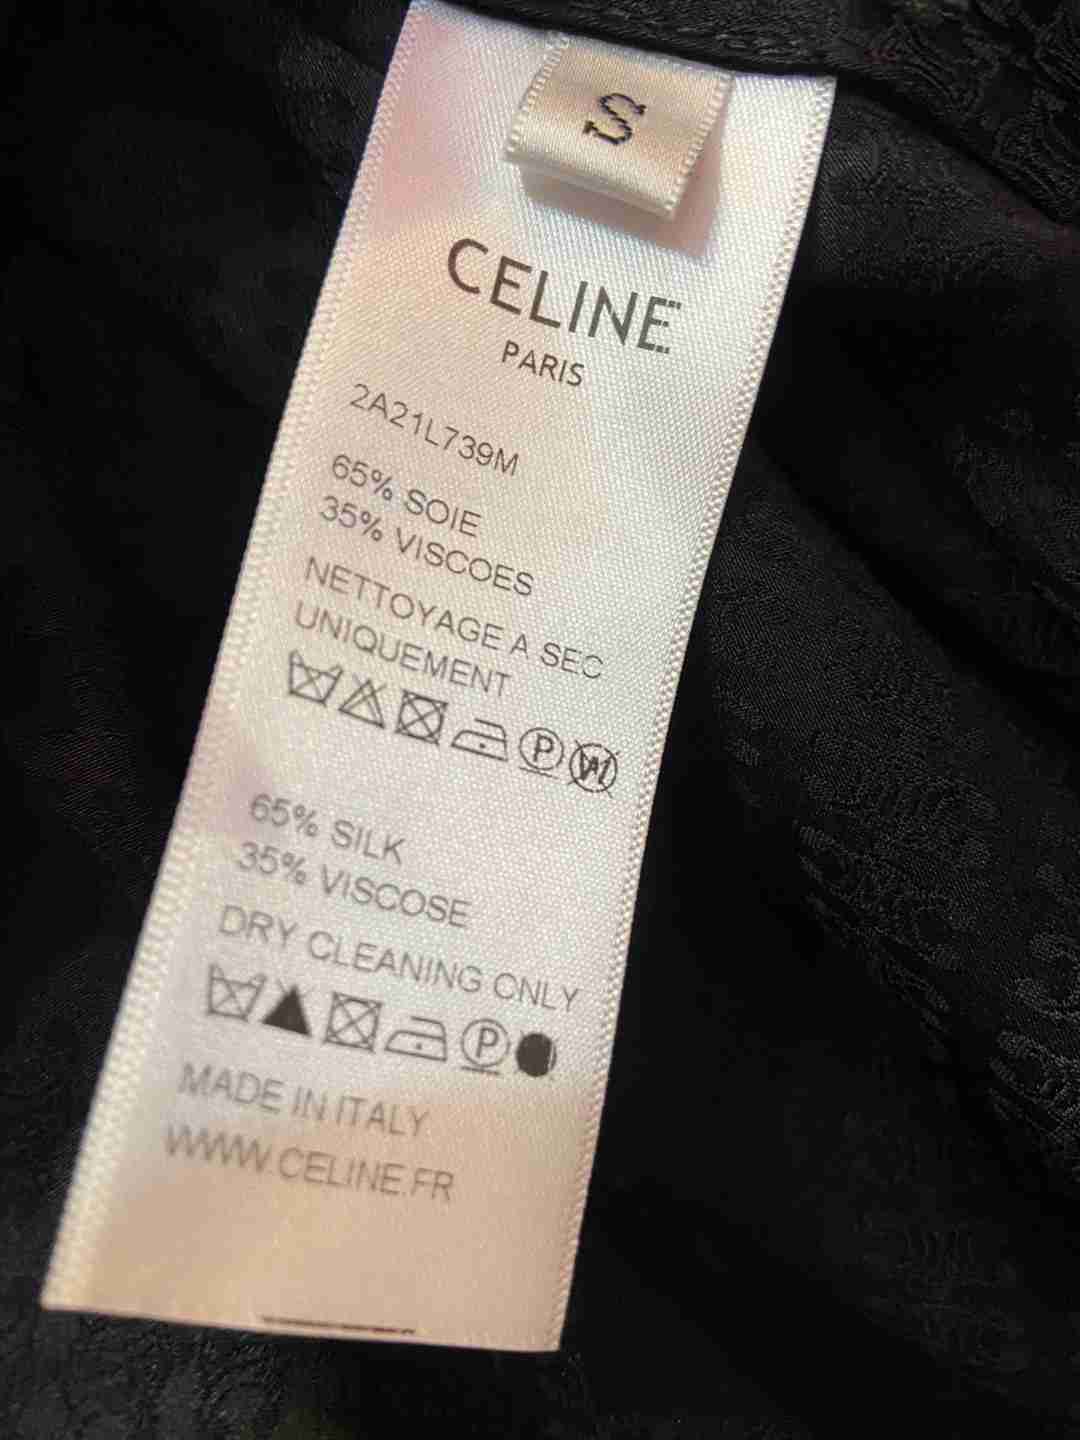 S
CELINE
PARIS
2A21L739M
65% SOIE
35% VISCOES
NETTOYAGE A SEC
UNIQUEMENT
P W
65% SILK
35% VISCOSE
DRY CLEANING ONLY
P
MADE IN ITALY
WWW.CELINE.FR